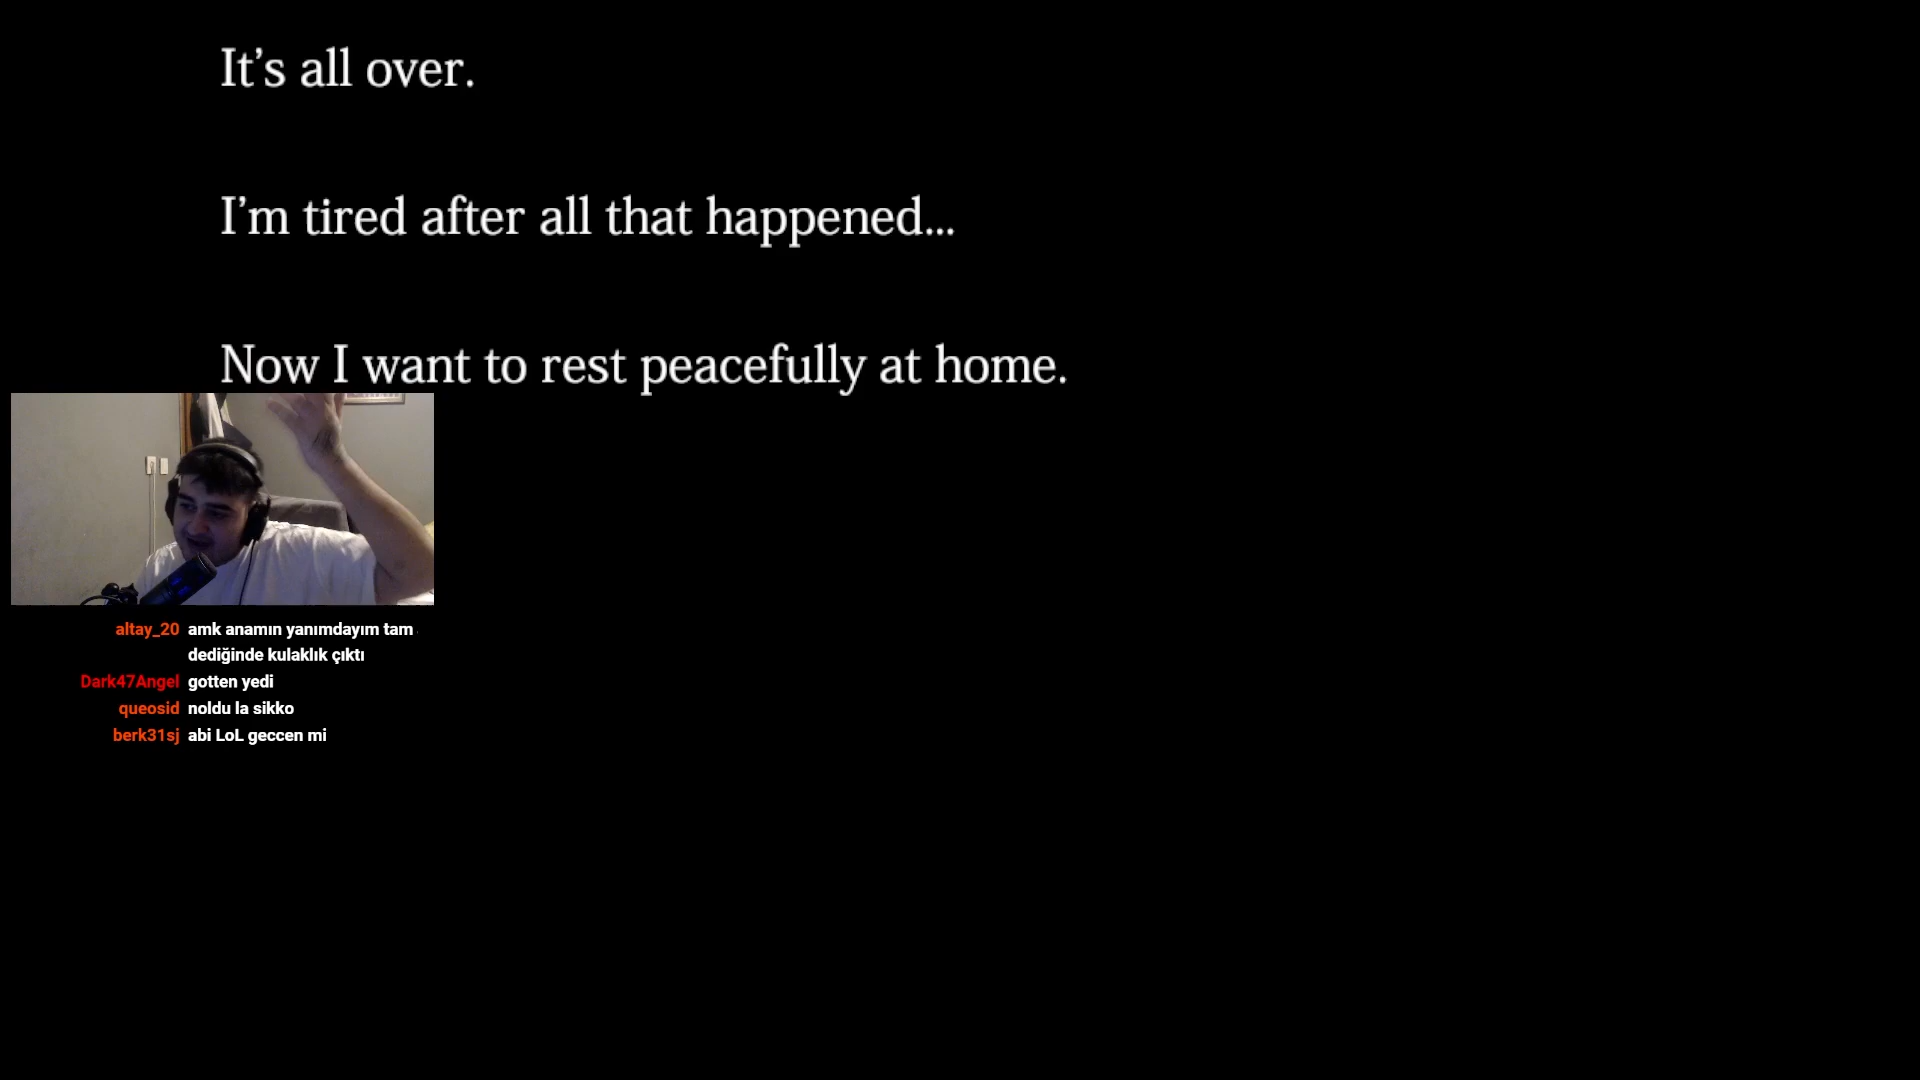 It's all over.
I'm tired after all that happened...
Now I want to rest peacefully at home.
altay_20 amk anamın yanımdayım tam
dediğinde kulaklık çıktı
Dark47Angel gotten yedi
queosid noldu la sikko
berk31sj abi LoL geccen mi